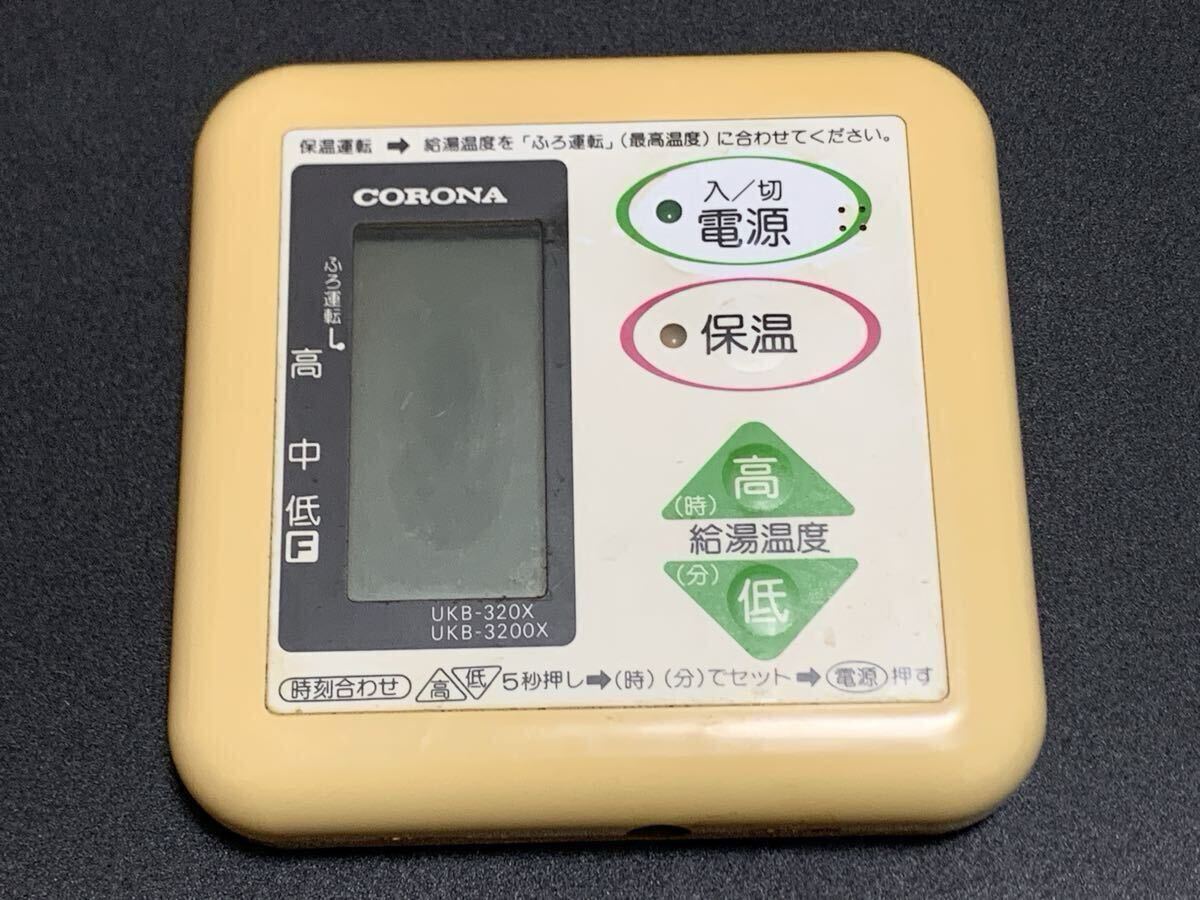 保温運転 ➡ 給湯温度を「ふろ運転」(最高温度)に合わせてください。
CORONA
ふろ運転
高
中
低
F
UKB-320X
UKB-3200X
入/切
電源
保温
高
(時)
給湯温度
(分)
低
時刻合わせ 高 低 5秒押し➡(時)(分)でセット➡電源押す